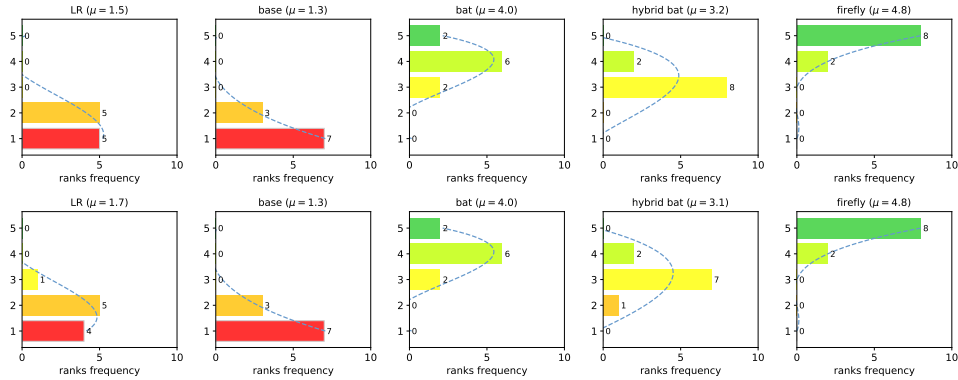 LR (μ = 1.5) base (μ = 1.3) bat (μ = 4.0) hybrid bat (μ = 3.2) firefly (μ = 4.8)
5 0 5 0 5 2 5 0 5 8
4 0 4 0 4 6 4 2 4 2
3 0 3 0 3 2 3 8 3 0
2 5 2 3 2 0 2 0 2 0
1 5 1 7 1 0 1 0 1 0
0 5 10 0 5 10 0 5 10 0 5 10 0 5 10
ranks frequency ranks frequency ranks frequency ranks frequency ranks frequency
LR (μ = 1.7) base (μ = 1.3) bat (μ = 4.0) hybrid bat (μ = 3.1) firefly (μ = 4.8)
5 0 5 0 5 2 5 0 5 8
4 0 4 0 4 6 4 2 4 2
3 1 3 0 3 2 3 7 3 0
2 5 2 3 2 0 2 1 2 0
1 4 1 7 1 0 1 0 1 0
0 5 10 0 5 10 0 5 10 0 5 10 0 5 10
ranks frequency ranks frequency ranks frequency ranks frequency ranks frequency